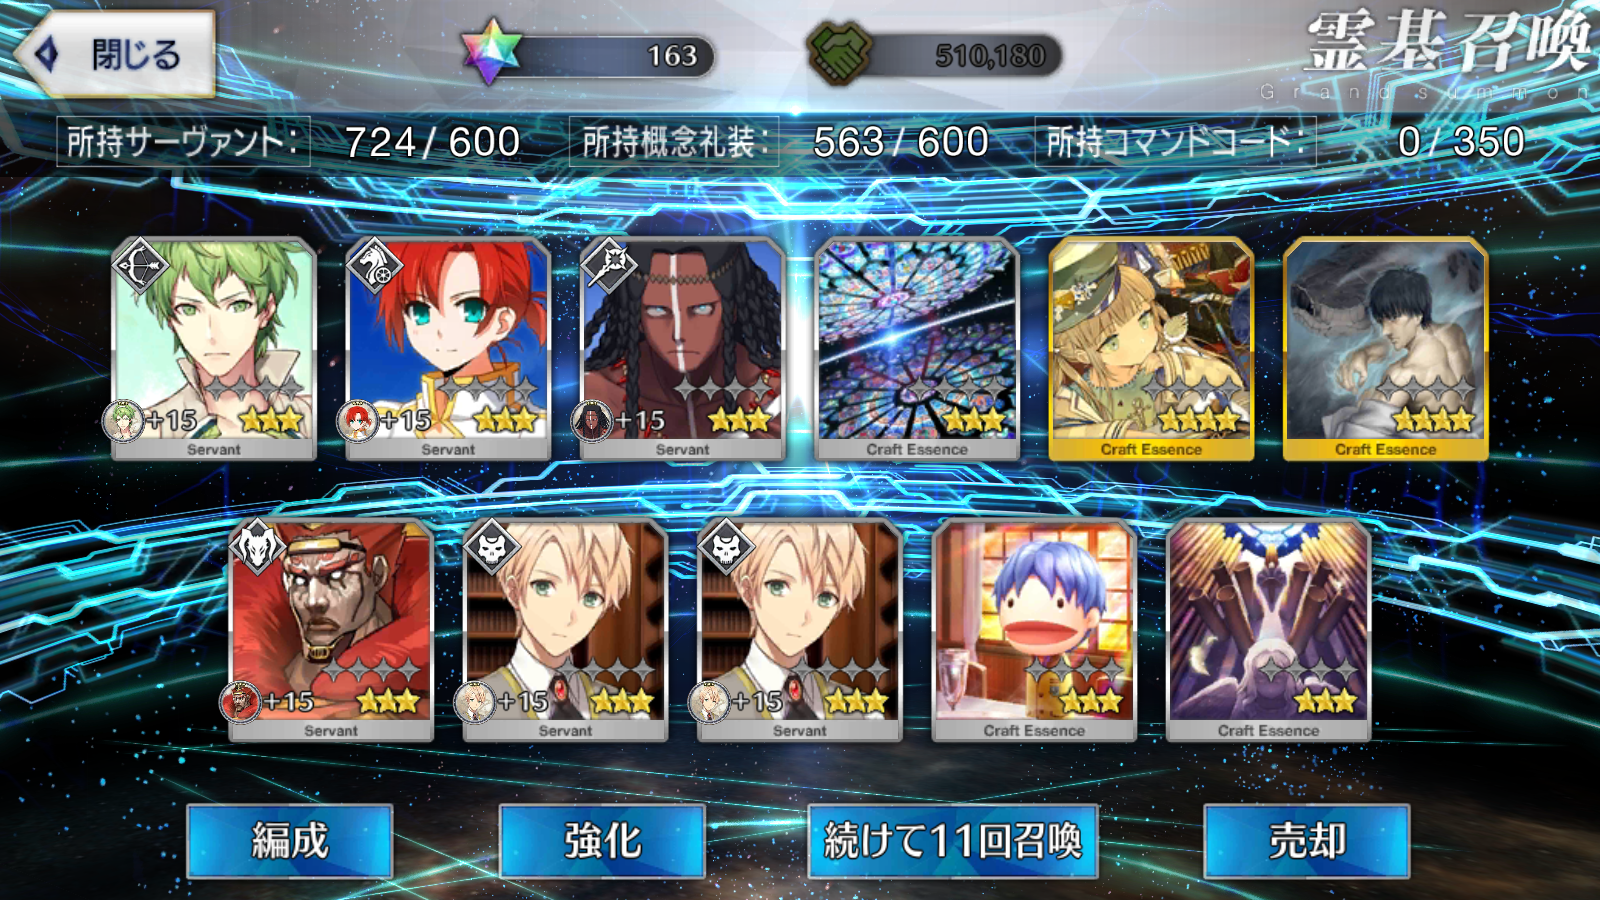 閉じる
163
510,180
霊基召喚
Grand summon
所持サーヴァント: 724 / 600
所持概念礼装: 563 / 600
所持コマンドコード: 0 / 350
+15
Servant
+15
Servant
+15
Servant
Craft Essence
Craft Essence
Craft Essence
+15
Servant
+15
Servant
+15
Servant
Craft Essence
Craft Essence
編成
強化
続けて11回召喚
売却